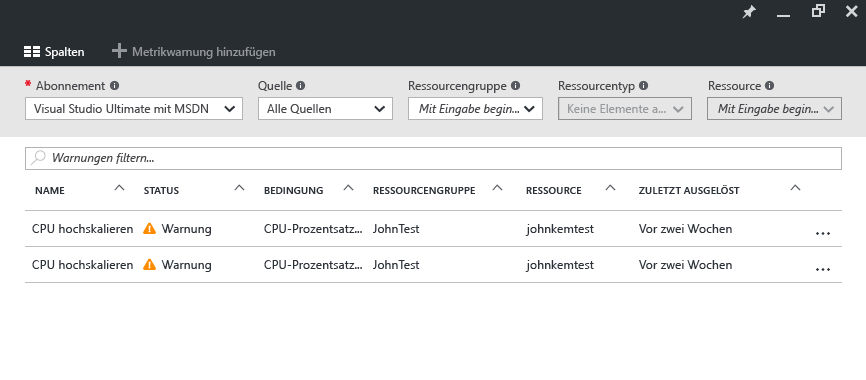 Spalten Metrikwarnung hinzufügen
* Abonnement Quelle Ressourcengruppe Ressourcentyp Ressource
Visual Studio Ultimate mit MSDN Alle Quellen Mit Eingabe begin... Keine Elemente a... Mit Eingabe begin...
Warnungen filtern...
NAME STATUS BEDINGUNG RESSOURCENGRUPPE RESSOURCE ZULETZT AUSGELÖST
CPU hochskalieren Warnung CPU-Prozentsatz... JohnTest johnkemtest Vor zwei Wochen ...
CPU hochskalieren Warnung CPU-Prozentsatz... JohnTest johnkemtest Vor zwei Wochen ...